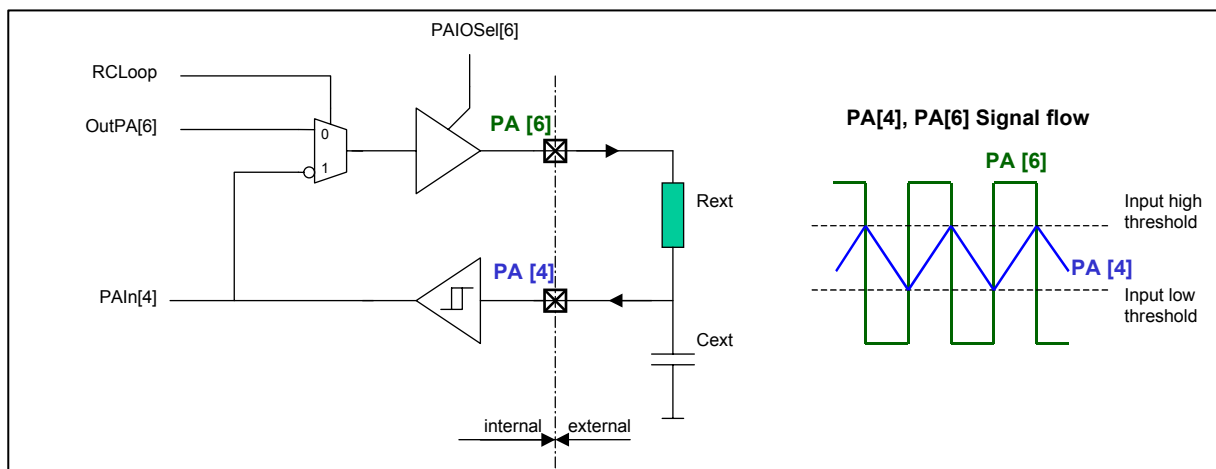 PAIOSel[6]
RCLoop
OutPA[6]
0
1
PA [6]
Rext
PAIn[4]
PA [4]
Cext
internal
external
PA[4], PA[6] Signal flow
PA [6]
Input high
threshold
PA [4]
Input low
threshold